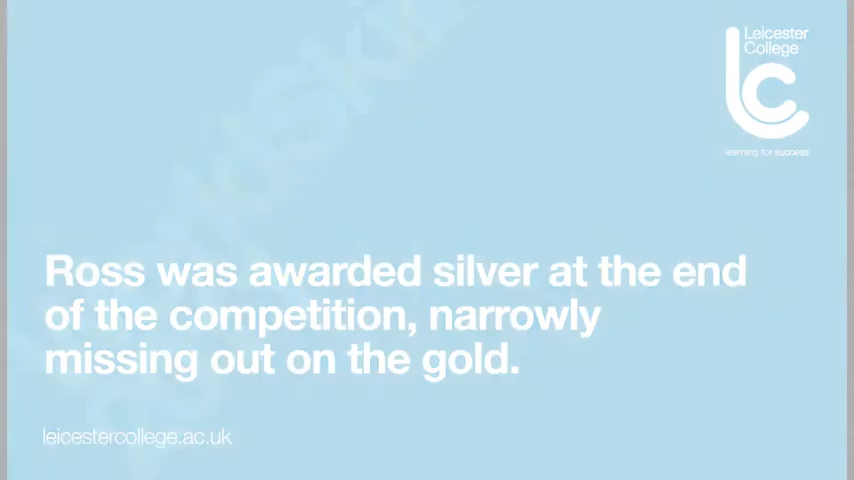 Leicester
College
lc
learning for success
Ross was awarded silver at the end
of the competition, narrowly
missing out on the gold.
leicestercollege.ac.uk